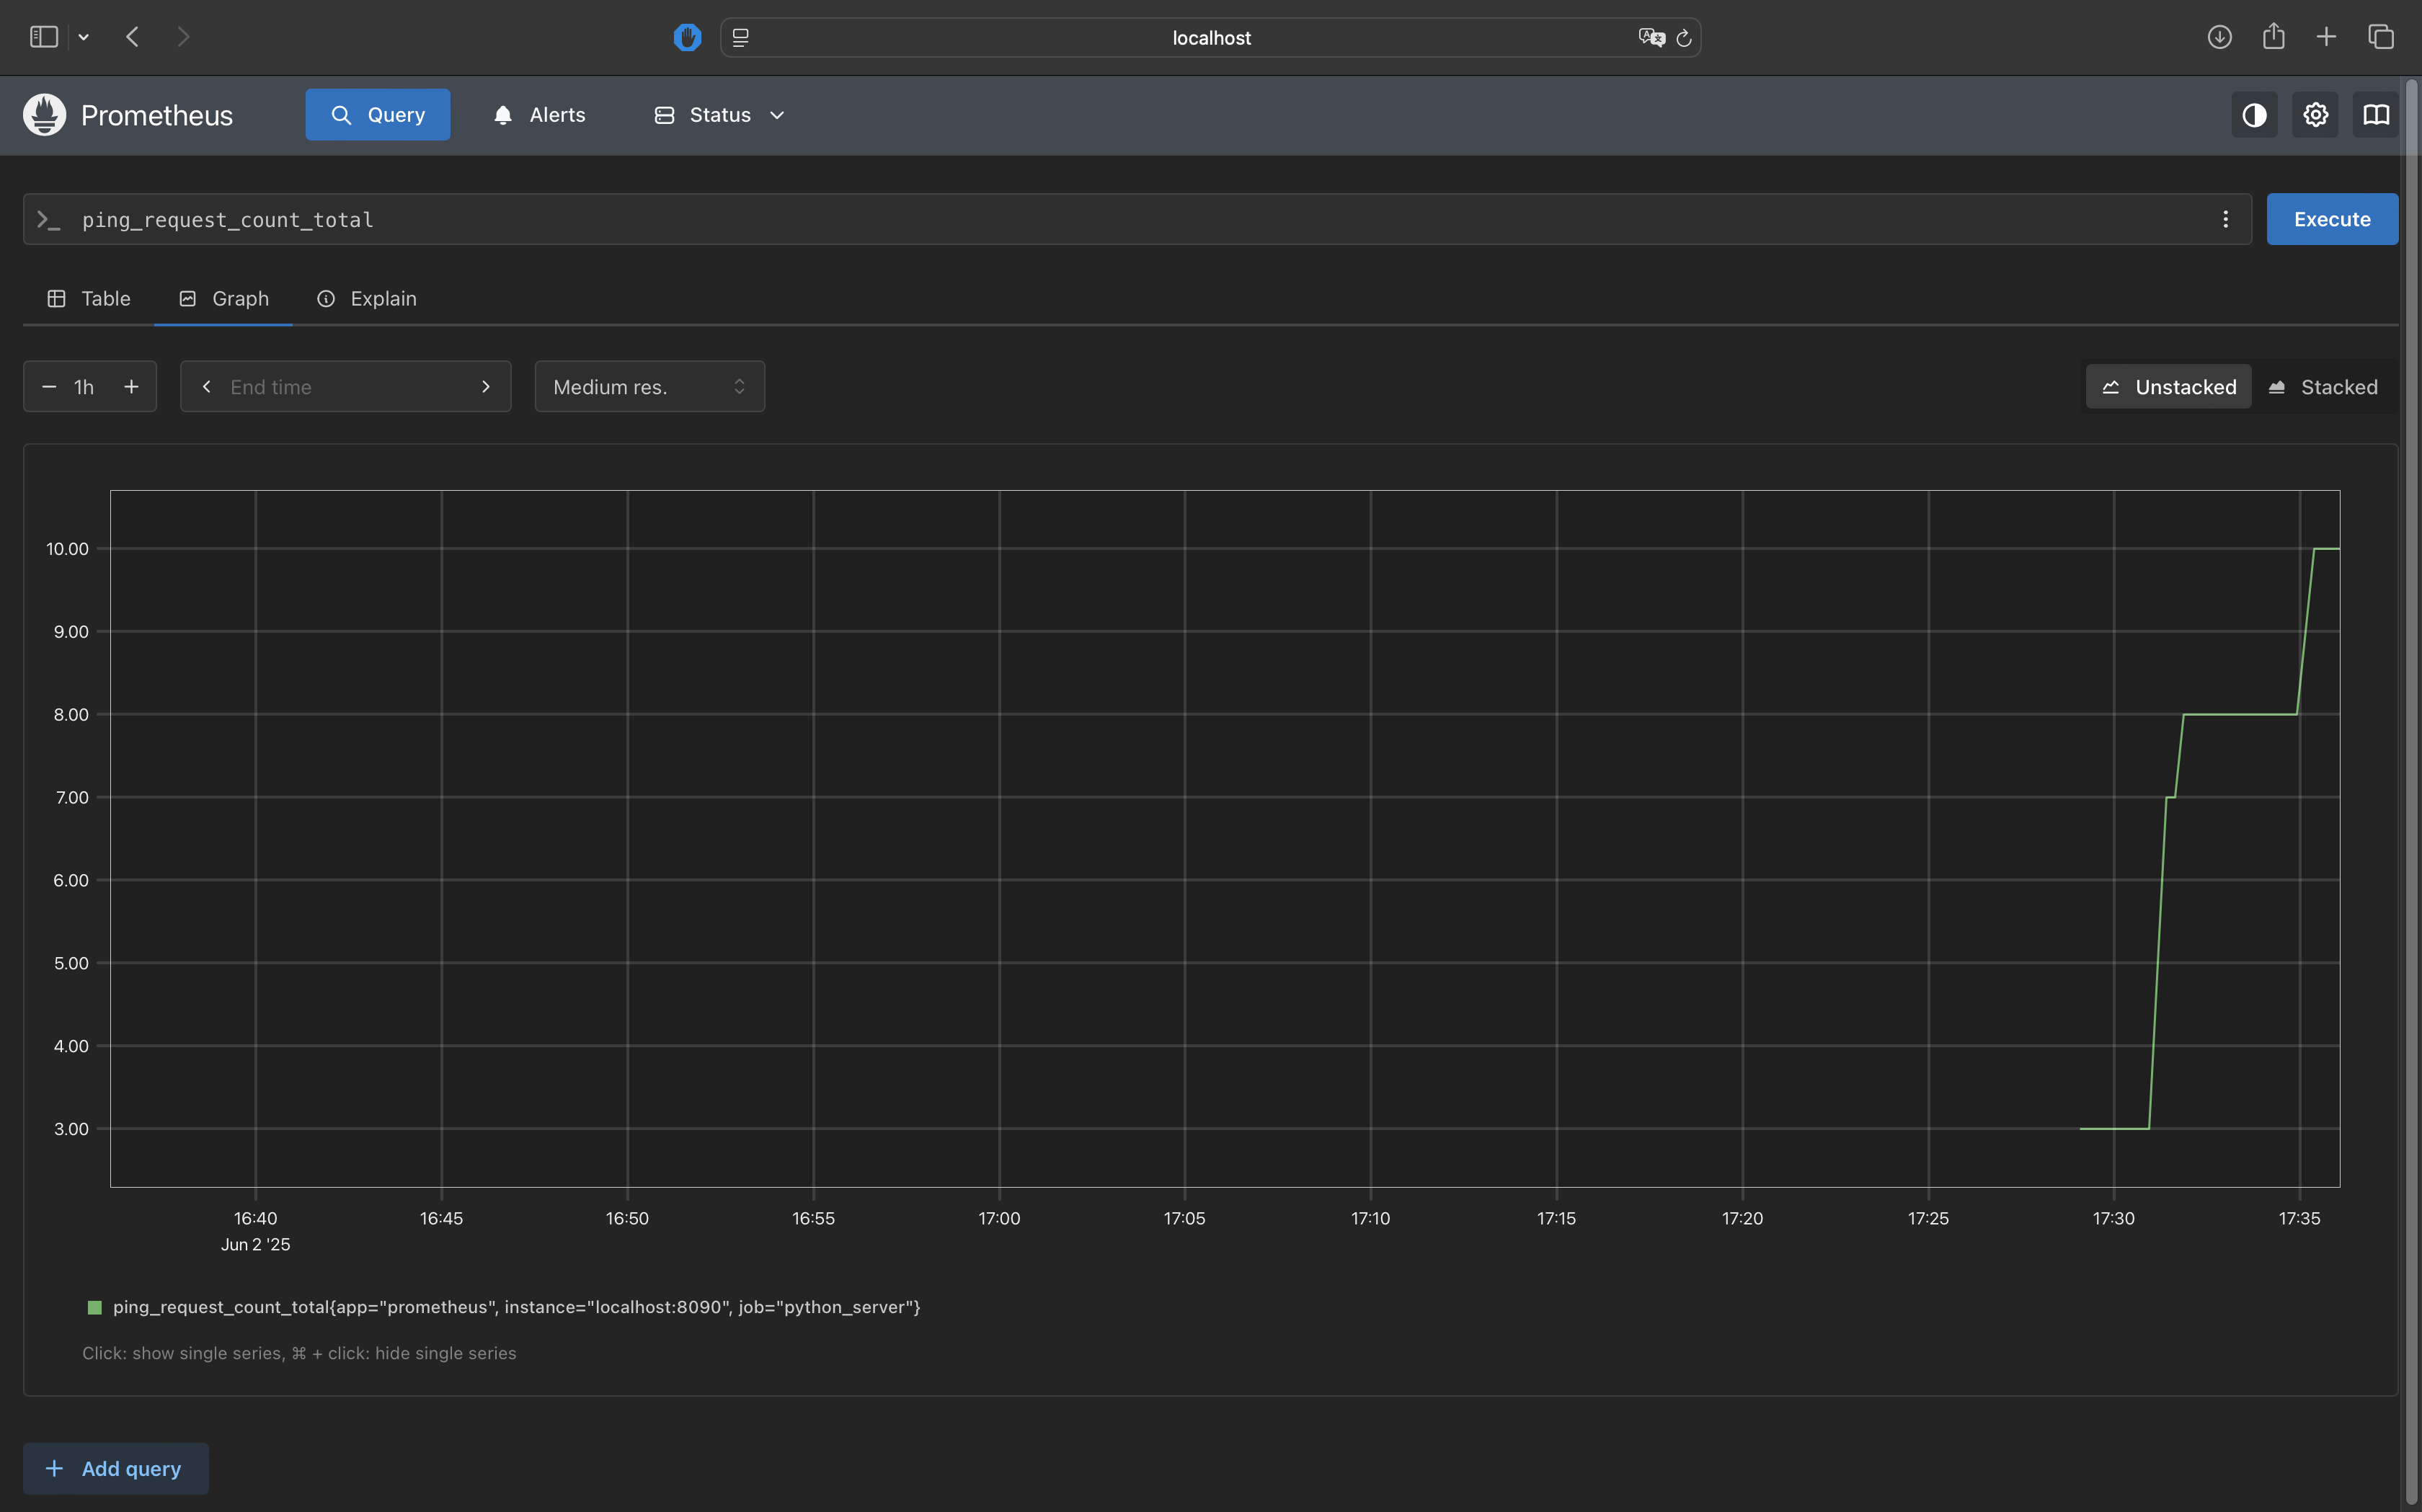 localhost
Prometheus Query Alerts Status
>_ ping_request_count_total Execute
Table Graph Explain
1h End time Medium res. Unstacked Stacked
10.00
9.00
8.00
7.00
6.00
5.00
4.00
3.00
16:40 16:45 16:50 16:55 17:00 17:05 17:10 17:15 17:20 17:25 17:30 17:35
Jun 2 '25
ping_request_count_total{app="prometheus", instance="localhost:8090", job="python_server"}
Click: show single series, ⌘ + click: hide single series
Add query